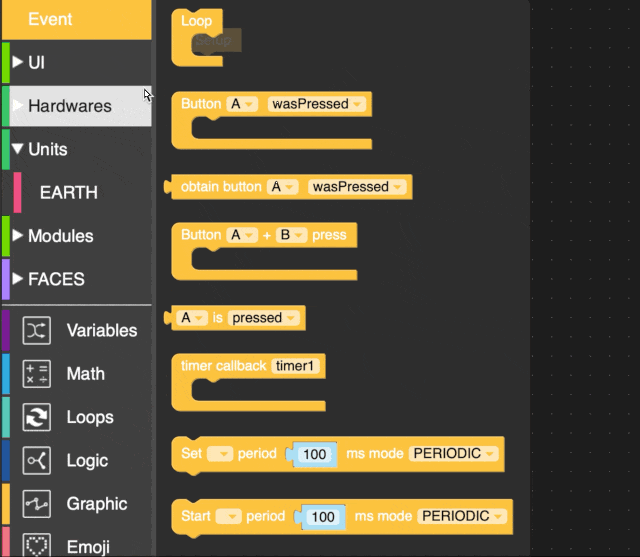 Event
UI
Hardwares
Units
EARTH
Modules
FACES
Variables
Math
Loops
Logic
Graphic
Emoji
Loop
Setup
Button A wasPressed
obtain button A wasPressed
Button A + B press
A is pressed
timer callback timer1
Set period 100 ms mode PERIODIC
Start period 100 ms mode PERIODIC